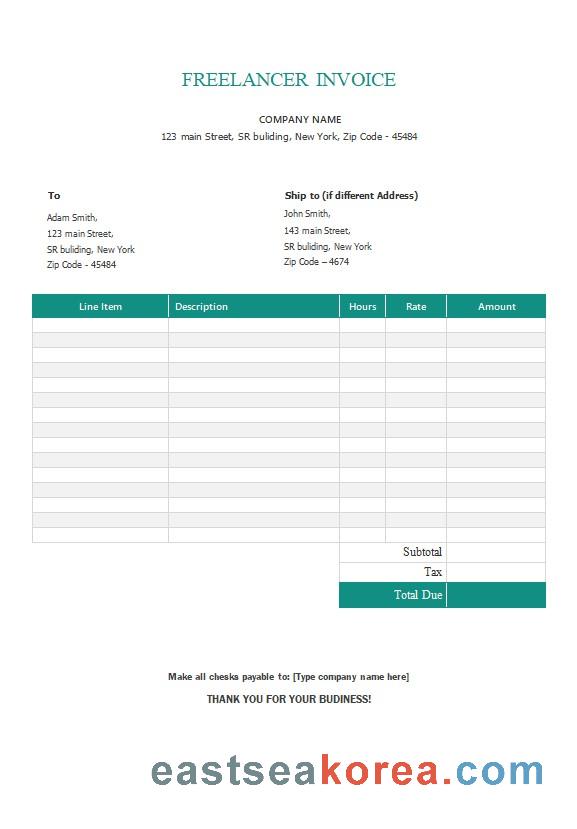 FREELANCER INVOICE
COMPANY NAME
123 main Street, SR buliding, New York, Zip Code - 45484
To
Adam Smith,
123 main Street,
SR buliding, New York
Zip Code - 45484
Ship to (if different Address)
John Smith,
143 main Street,
SR buliding, New York
Zip Code – 4674
Line Item Description Hours Rate Amount
Subtotal
Tax
Total Due
Make all chesks payable to: [Type company name here]
THANK YOU FOR YOUR BUDINESS!
eastseakorea.com